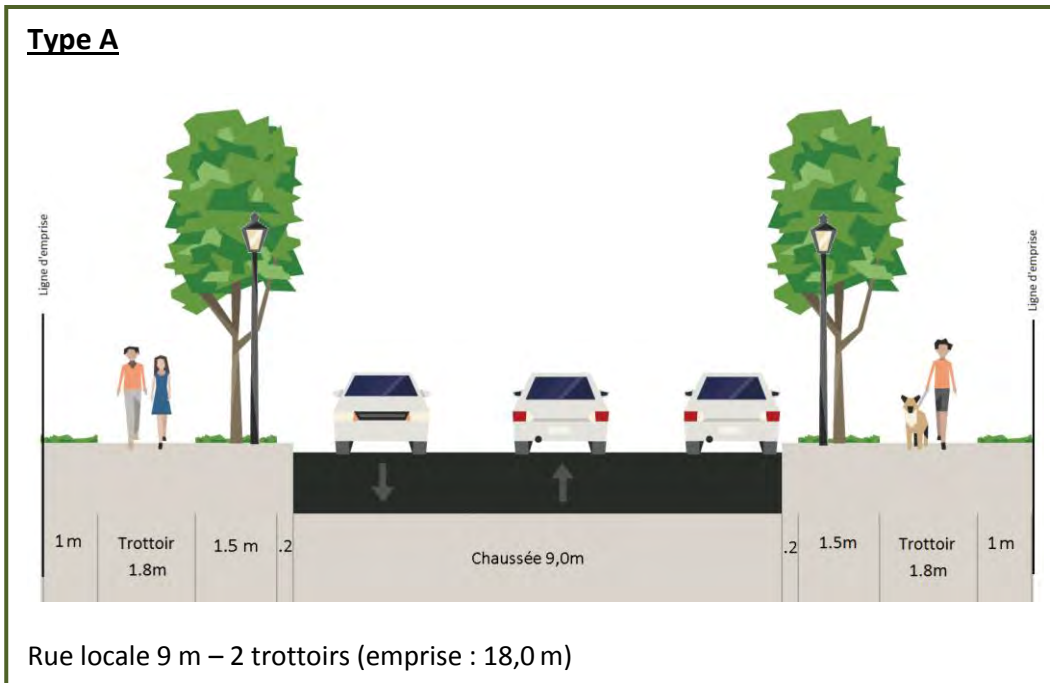 Type A
Ligne d'emprise
Ligne d'emprise
1 m
Trottoir
1.8m
1.5 m
.2
Chaussée 9,0m
.2
1.5m
Trottoir
1.8m
1 m
Rue locale 9 m – 2 trottoirs (emprise : 18,0 m)